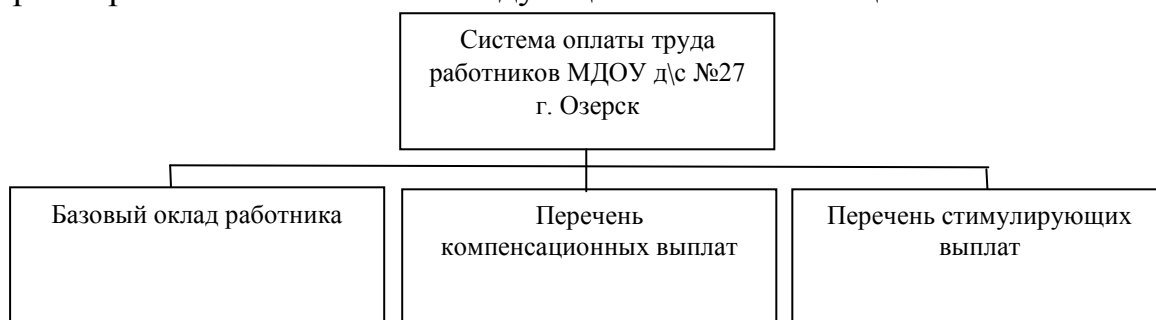 Система оплаты труда
работников МДОУ д\с №27
г. Озерск
Базовый оклад работника
Перечень
компенсационных выплат
Перечень стимулирующих
выплат